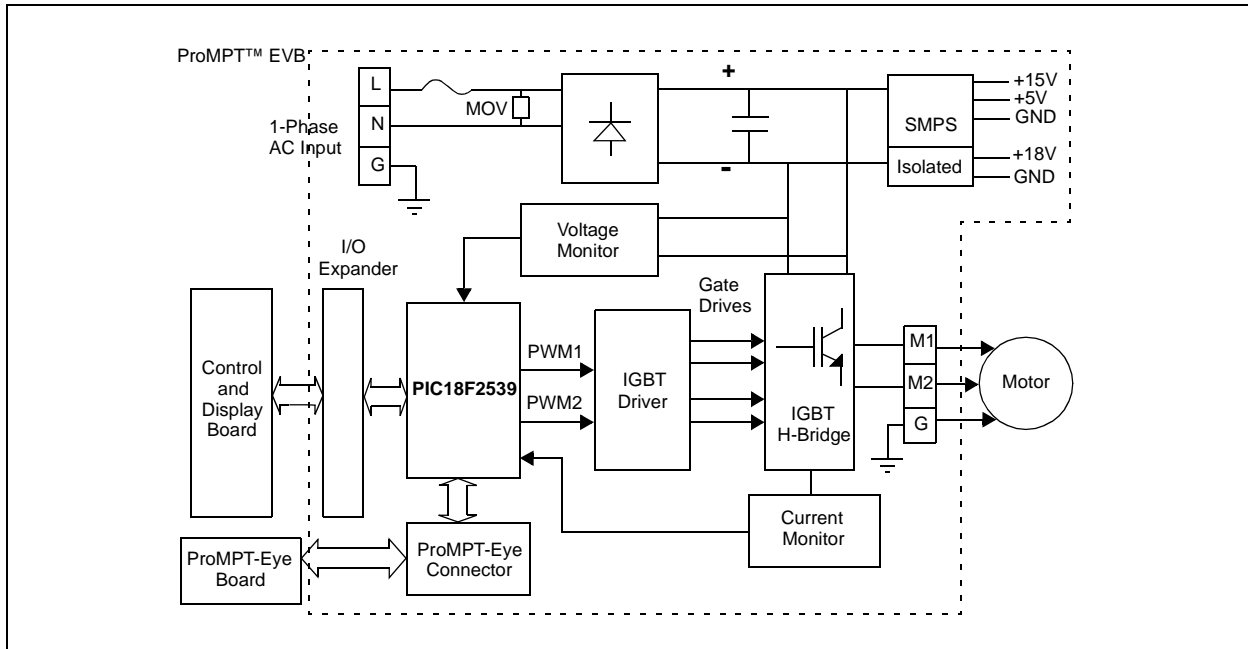 ProMPT™ EVB
L
N
G
1-Phase
AC Input
MOV
+
-
SMPS
Isolated
+15V
+5V
GND
+18V
GND
Voltage
Monitor
I/O
Expander
Control
and
Display
Board
PIC18F2539
PWM1
PWM2
IGBT
Driver
Gate
Drives
IGBT
H-Bridge
M1
M2
G
Motor
Current
Monitor
ProMPT-Eye
Board
ProMPT-Eye
Connector